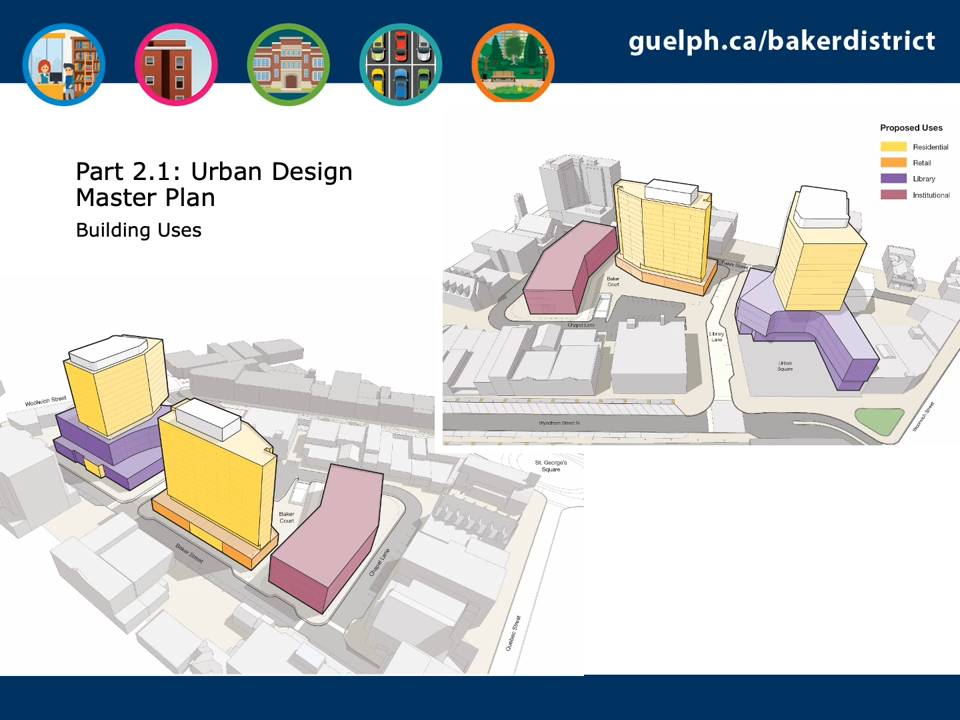 guelph.ca/bakerdistrict
Part 2.1: Urban Design
Master Plan
Building Uses
Proposed Uses
Residential
Retail
Library
Institutional
Baker Street
Baker
Court
Chapel Lane
Library
Lane
Urban
Square
Wyndham Street N
Woolwich Street
Woolwich Street
St. George's
Square
Baker
Court
Baker Street
Chapel Lane
Quebec Street